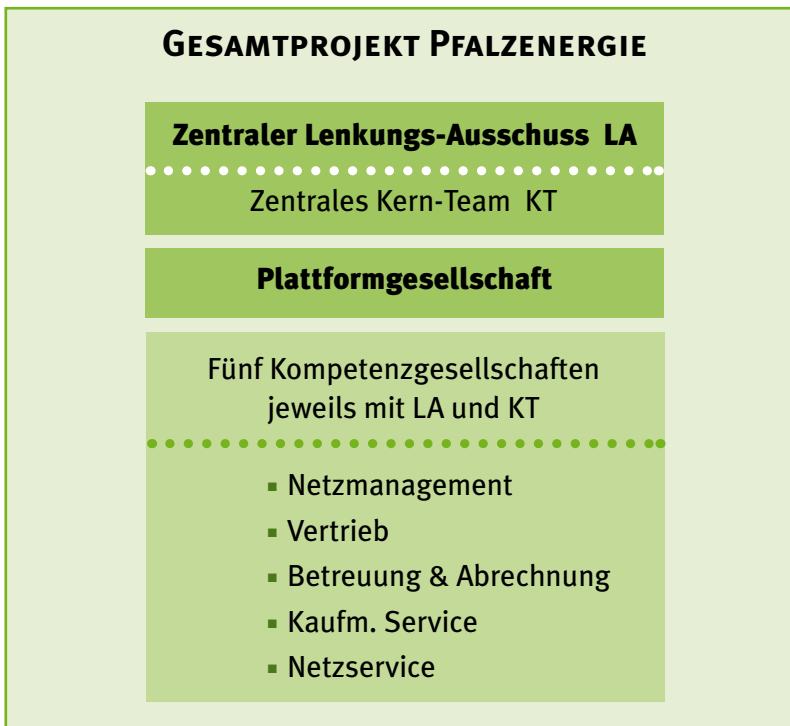 GESAMTPROJEKT PFALZENERGIE
Zentraler Lenkungs-Ausschuss LA
Zentrales Kern-Team KT
Plattformgesellschaft
Fünf Kompetenzgesellschaften
jeweils mit LA und KT
▪ Netzmanagement
▪ Vertrieb
▪ Betreuung & Abrechnung
▪ Kaufm. Service
▪ Netzservice